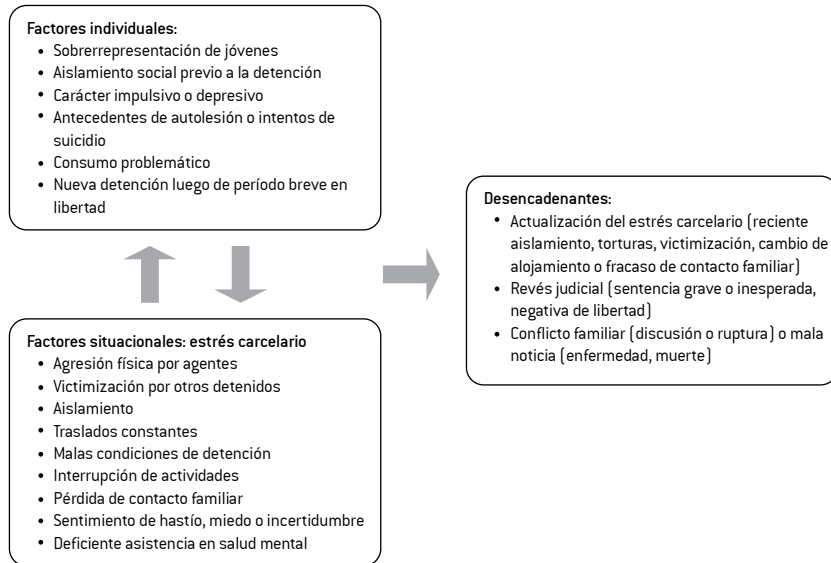 Factores individuales:
• Sobrerrepresentación de jóvenes
• Aislamiento social previo a la detención
• Carácter impulsivo o depresivo
• Antecedentes de autolesión o intentos de
suicidio
• Consumo problemático
• Nueva detención luego de período breve en
libertad
Factores situacionales: estrés carcelario
• Agresión física por agentes
• Victimización por otros detenidos
• Aislamiento
• Traslados constantes
• Malas condiciones de detención
• Interrupción de actividades
• Pérdida de contacto familiar
• Sentimiento de hastío, miedo o incertidumbre
• Deficiente asistencia en salud mental
Desencadenantes:
• Actualización del estrés carcelario (reciente
aislamiento, torturas, victimización, cambio de
alojamiento o fracaso de contacto familiar)
• Revés judicial (sentencia grave o inesperada,
negativa de libertad)
• Conflicto familiar (discusión o ruptura) o mala
noticia (enfermedad, muerte)